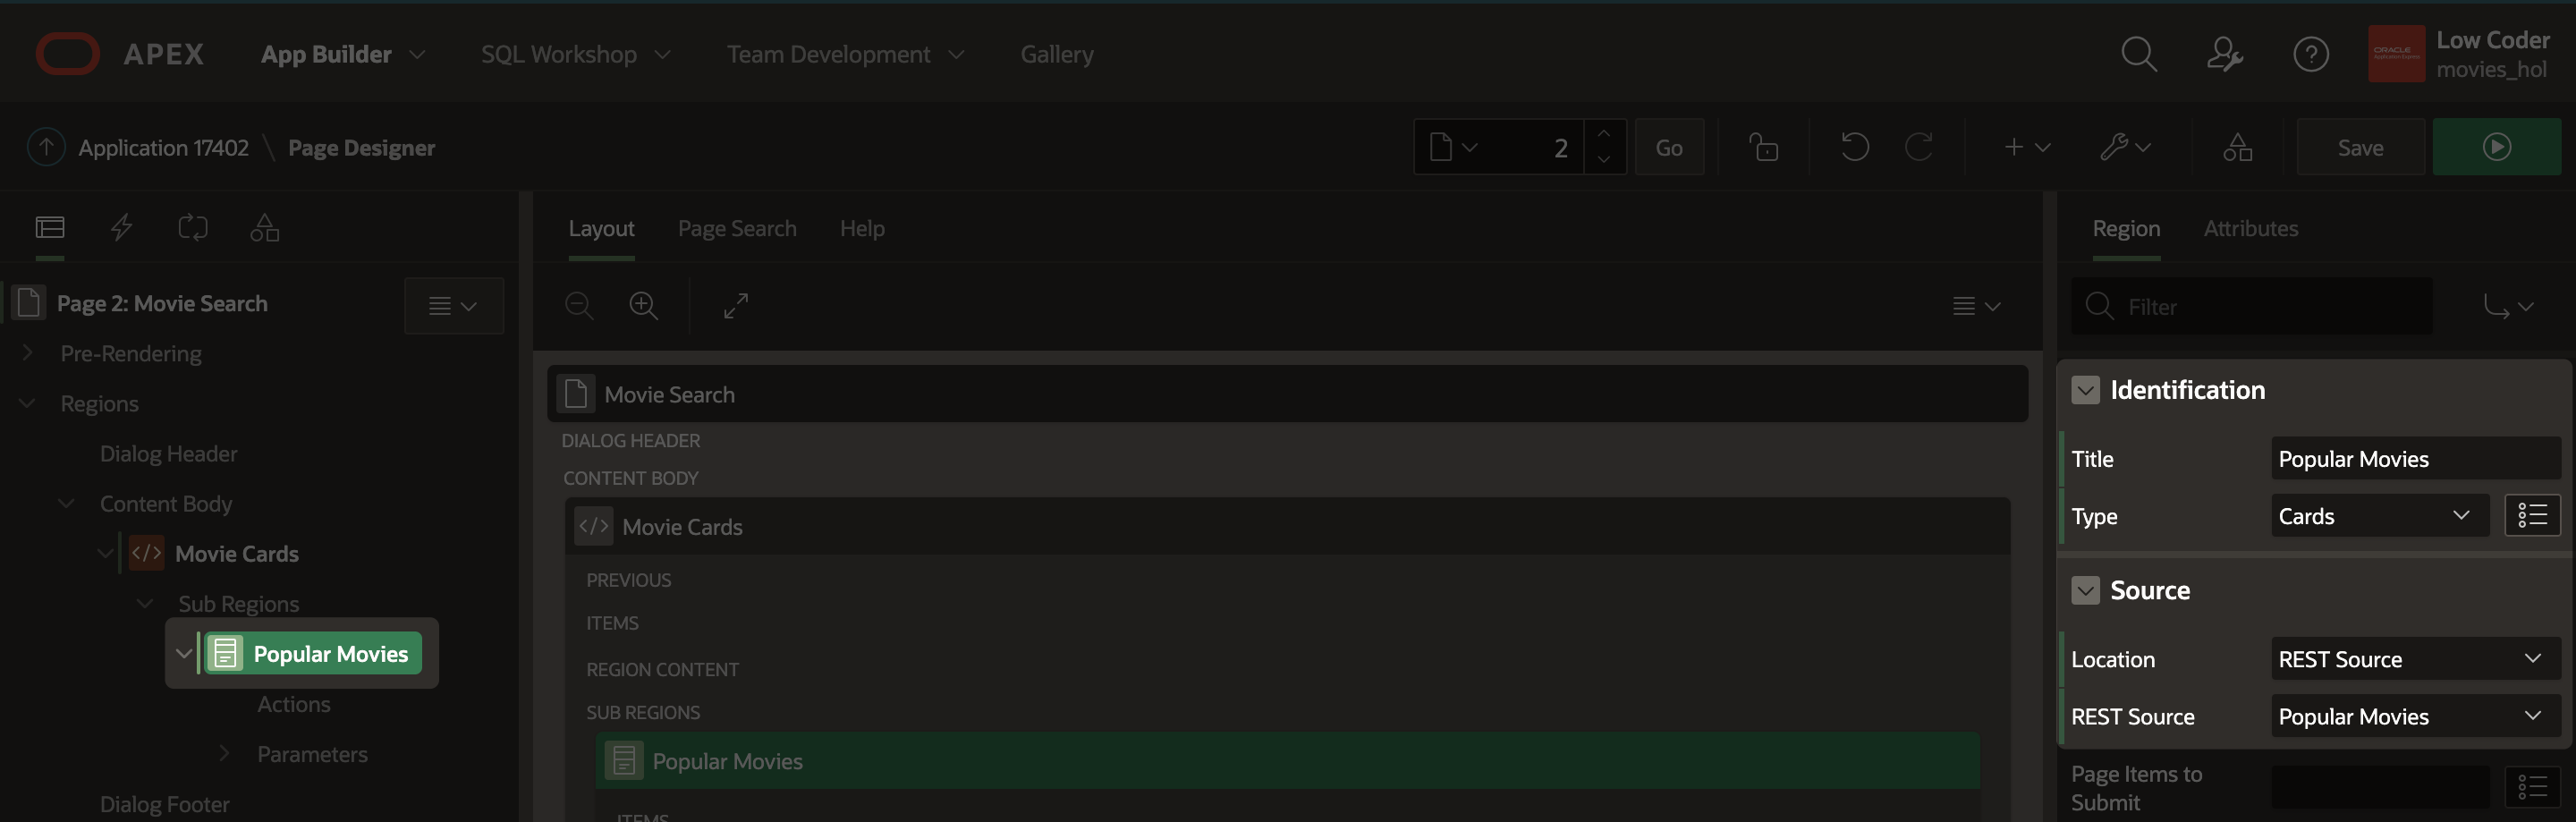 APEX
App Builder
SQL Workshop
Team Development
Gallery
ORACLE
Low Coder
movies_hol
Application 17402 \ Page Designer
2
Go
Save
Layout
Page Search
Help
Region
Attributes
Page 2: Movie Search
Pre-Rendering
Regions
Dialog Header
Content Body
</> Movie Cards
Sub Regions
Popular Movies
Actions
Parameters
Dialog Footer
Movie Search
DIALOG HEADER
CONTENT BODY
</> Movie Cards
PREVIOUS
ITEMS
REGION CONTENT
SUB REGIONS
Popular Movies
ITEMS
Filter
Identification
Title Popular Movies
Type Cards
Source
Location REST Source
REST Source Popular Movies
Page Items to
Submit